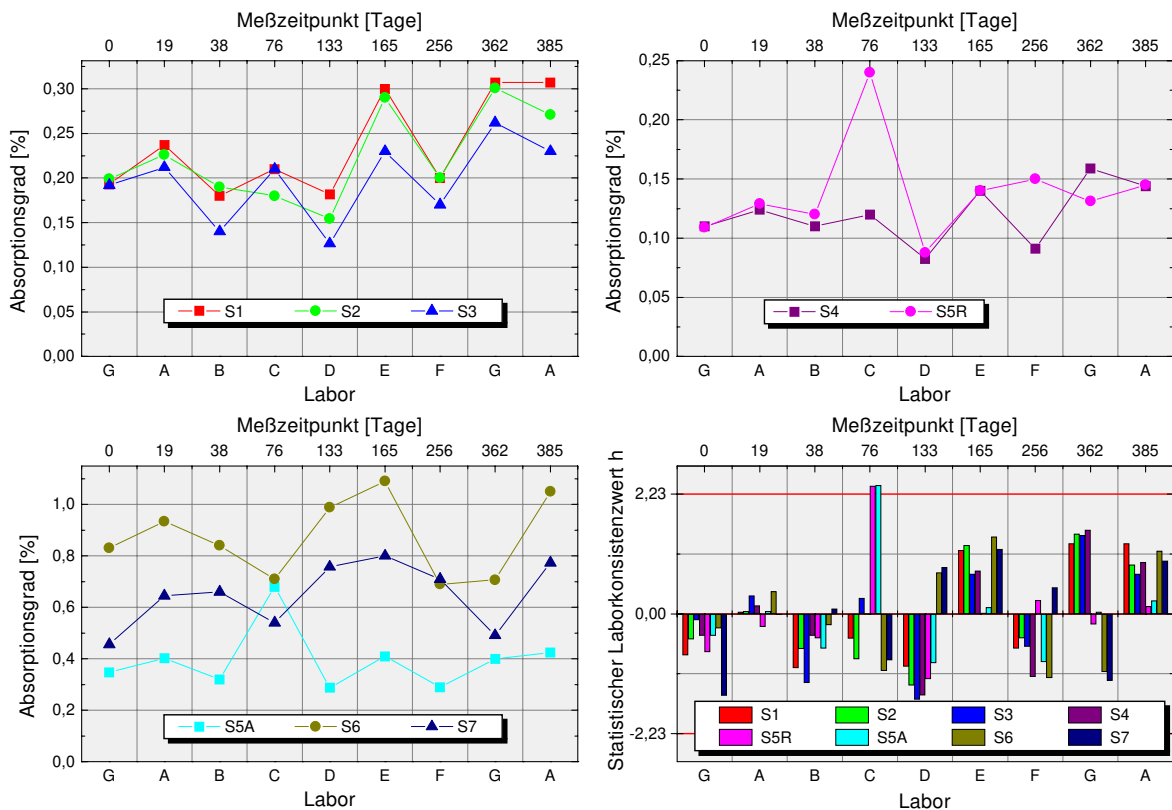 Meßzeitpunkt [Tage]
0 19 38 76 133 165 256 362 385
Absorptionsgrad [%]
0,30
0,25
0,20
0,15
0,10
0,05
0,00
S1 S2 S3
G A B C D E F G A
Labor
Meßzeitpunkt [Tage]
0 19 38 76 133 165 256 362 385
Absorptionsgrad [%]
0,25
0,20
0,15
0,10
0,05
0,00
S4 S5R
G A B C D E F G A
Labor
Meßzeitpunkt [Tage]
0 19 38 76 133 165 256 362 385
Absorptionsgrad [%]
1,0
0,8
0,6
0,4
0,2
0,0
S5A S6 S7
G A B C D E F G A
Labor
Meßzeitpunkt [Tage]
0 19 38 76 133 165 256 362 385
Statistischer Laborkonsistenzwert h
2,23
0,00
-2,23
S1 S2 S3 S4
S5R S5A S6 S7
G A B C D E F G A
Labor